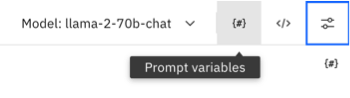 Model: llama-2-70b-chat {#} </>
Prompt variables
{#}